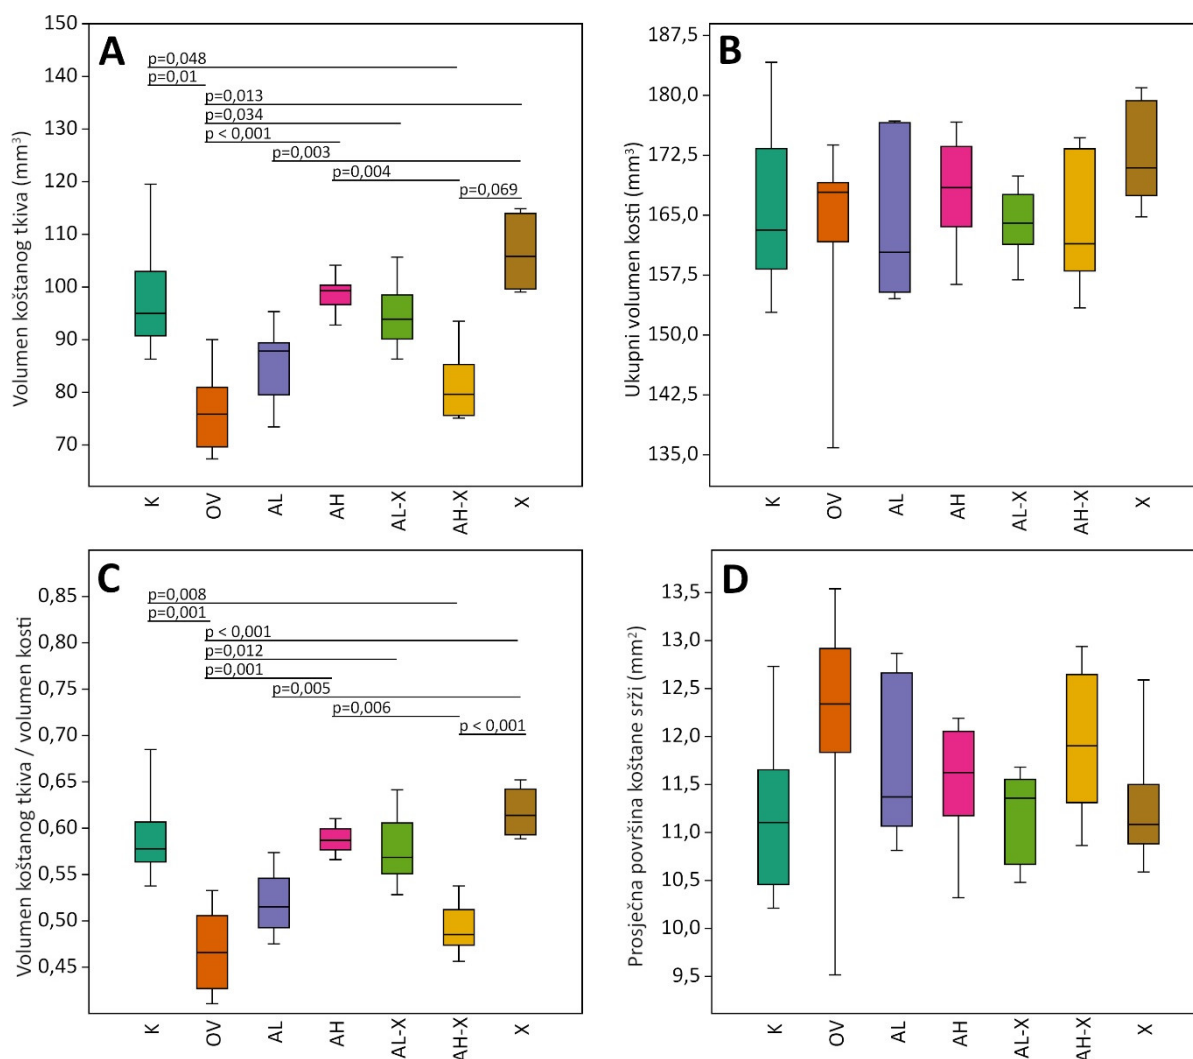 A
Volumen koštanog tkiva (mm³)
150
140
130
120
110
100
90
80
70
p=0,048
p=0,01
p=0,013
p=0,034
p < 0,001
p=0,003
p=0,004
p=0,069
K
OV
AL
AH
AL-X
AH-X
X
B
Ukupni volumen kosti (mm³)
187,5
180,0
172,5
165,0
157,5
150,0
142,5
135,0
K
OV
AL
AH
AL-X
AH-X
X
C
Volumen koštanog tkiva / volumen kosti
0,85
0,80
0,75
0,70
0,65
0,60
0,55
0,50
0,45
p=0,008
p=0,001
p < 0,001
p=0,012
p=0,001
p=0,005
p=0,006
p < 0,001
K
OV
AL
AH
AL-X
AH-X
X
D
Prosječna površina koštane srži (mm²)
13,5
13,0
12,5
12,0
11,5
11,0
10,5
10,0
9,5
K
OV
AL
AH
AL-X
AH-X
X